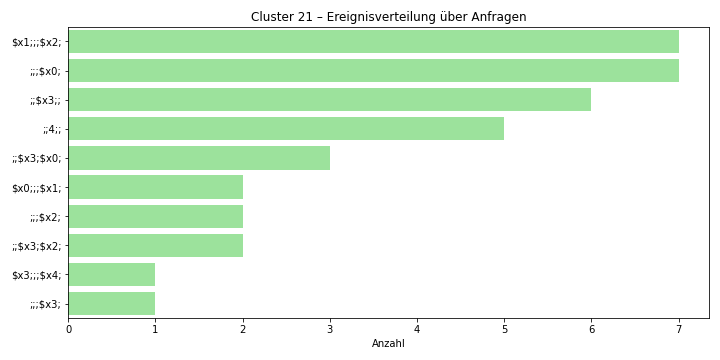 Cluster 21 – Ereignisverteilung über Anfragen
$x1;;;$x2;
;;;$x0;
;;$x3;;
;;4;;
;;$x3;$x0;
$x0;;;$x1;
;;;$x2;
;;$x3;$x2;
$x3;;;$x4;
;;;$x3;
0 1 2 3 4 5 6 7
Anzahl